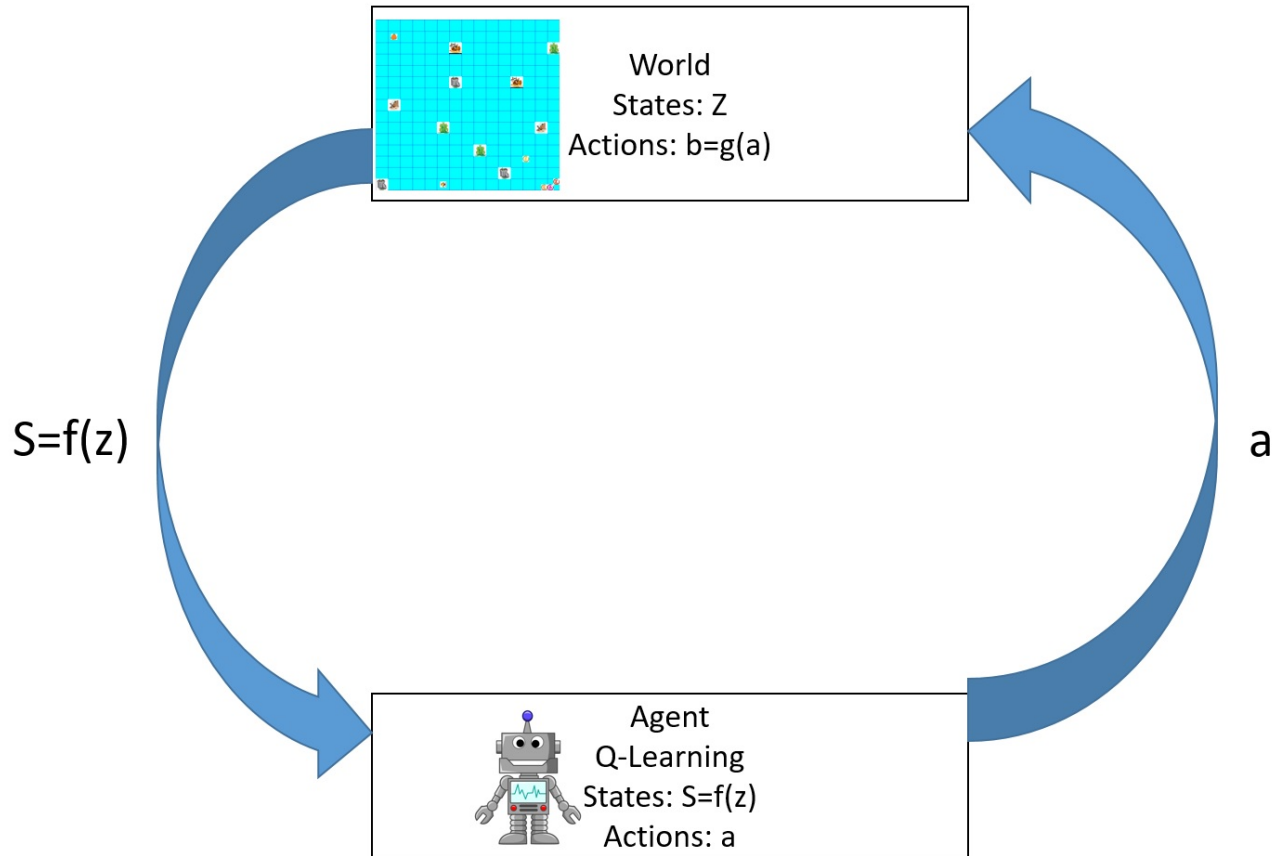 World
States: Z
Actions: b=g(a)
S=f(z)
a
Agent
Q-Learning
States: S=f(z)
Actions: a